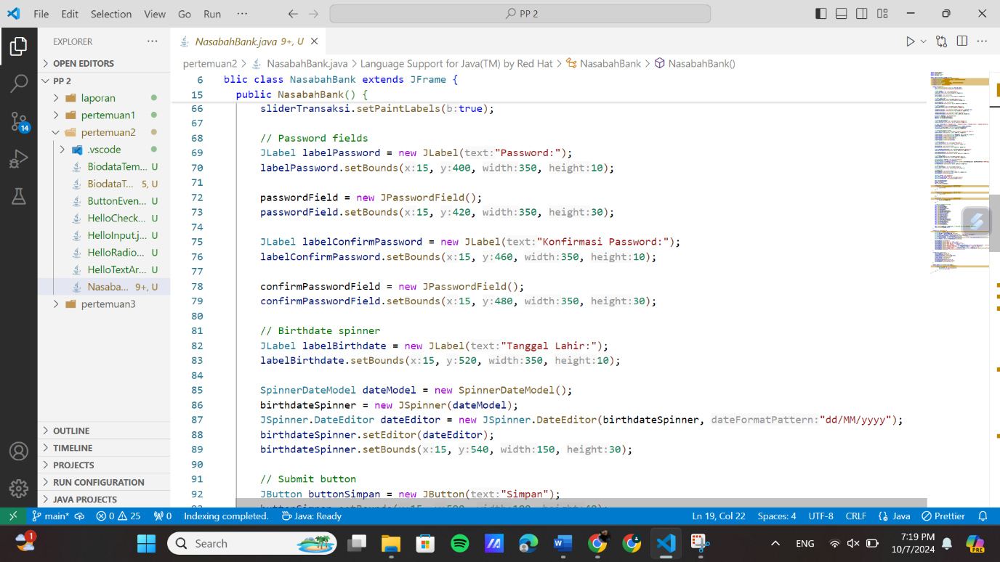 File Edit Selection View Go Run ··· PP 2
EXPLORER ···
OPEN EDITORS
PP 2
laporan
pertemuan1
pertemuan2
.vscode
BiodataTem... U
BiodataT... 5, U
ButtonEven... U
HelloCheck... U
HelloInput.j... U
HelloRadio... U
HelloTextAr... U
Nasaba... 9+, U
pertemuan3
OUTLINE
TIMELINE
PROJECTS
RUN CONFIGURATION
JAVA PROJECTS
14
NasabahBank.java 9+, U
pertemuan2 > NasabahBank.java > Language Support for Java(TM) by Red Hat > NasabahBank > NasabahBank()
6 blic class NasabahBank extends JFrame {
15 public NasabahBank() {
66 sliderTransaksi.setPaintLabels(b:true);
67
68 // Password fields
69 JLabel labelPassword = new JLabel(text:"Password:");
70 labelPassword.setBounds(x:15, y:400, width:350, height:10);
71
72 passwordField = new JPasswordField();
73 passwordField.setBounds(x:15, y:420, width:350, height:30);
74
75 JLabel labelConfirmPassword = new JLabel(text:"Konfirmasi Password:");
76 labelConfirmPassword.setBounds(x:15, y:460, width:350, height:10);
77
78 confirmPasswordField = new JPasswordField();
79 confirmPasswordField.setBounds(x:15, y:480, width:350, height:30);
80
81 // Birthdate spinner
82 JLabel labelBirthdate = new JLabel(text:"Tanggal Lahir:");
83 labelBirthdate.setBounds(x:15, y:520, width:350, height:10);
84
85 SpinnerDateModel dateModel = new SpinnerDateModel();
86 birthdateSpinner = new JSpinner(dateModel);
87 JSpinner.DateEditor dateEditor = new JSpinner.DateEditor(birthdateSpinner, dateFormatPattern:"dd/MM/yyyy");
88 birthdateSpinner.setEditor(dateEditor);
89 birthdateSpinner.setBounds(x:15, y:540, width:150, height:30);
90
91 // Submit button
92 JButton buttonSimpan = new JButton(text:"Simpan");
main* 0 25 0 Indexing completed. Java: Ready Ln 19, Col 22 Spaces: 4 UTF-8 CRLF Java Prettier
1 Search ENG 7:19 PM
10/7/2024
PRE